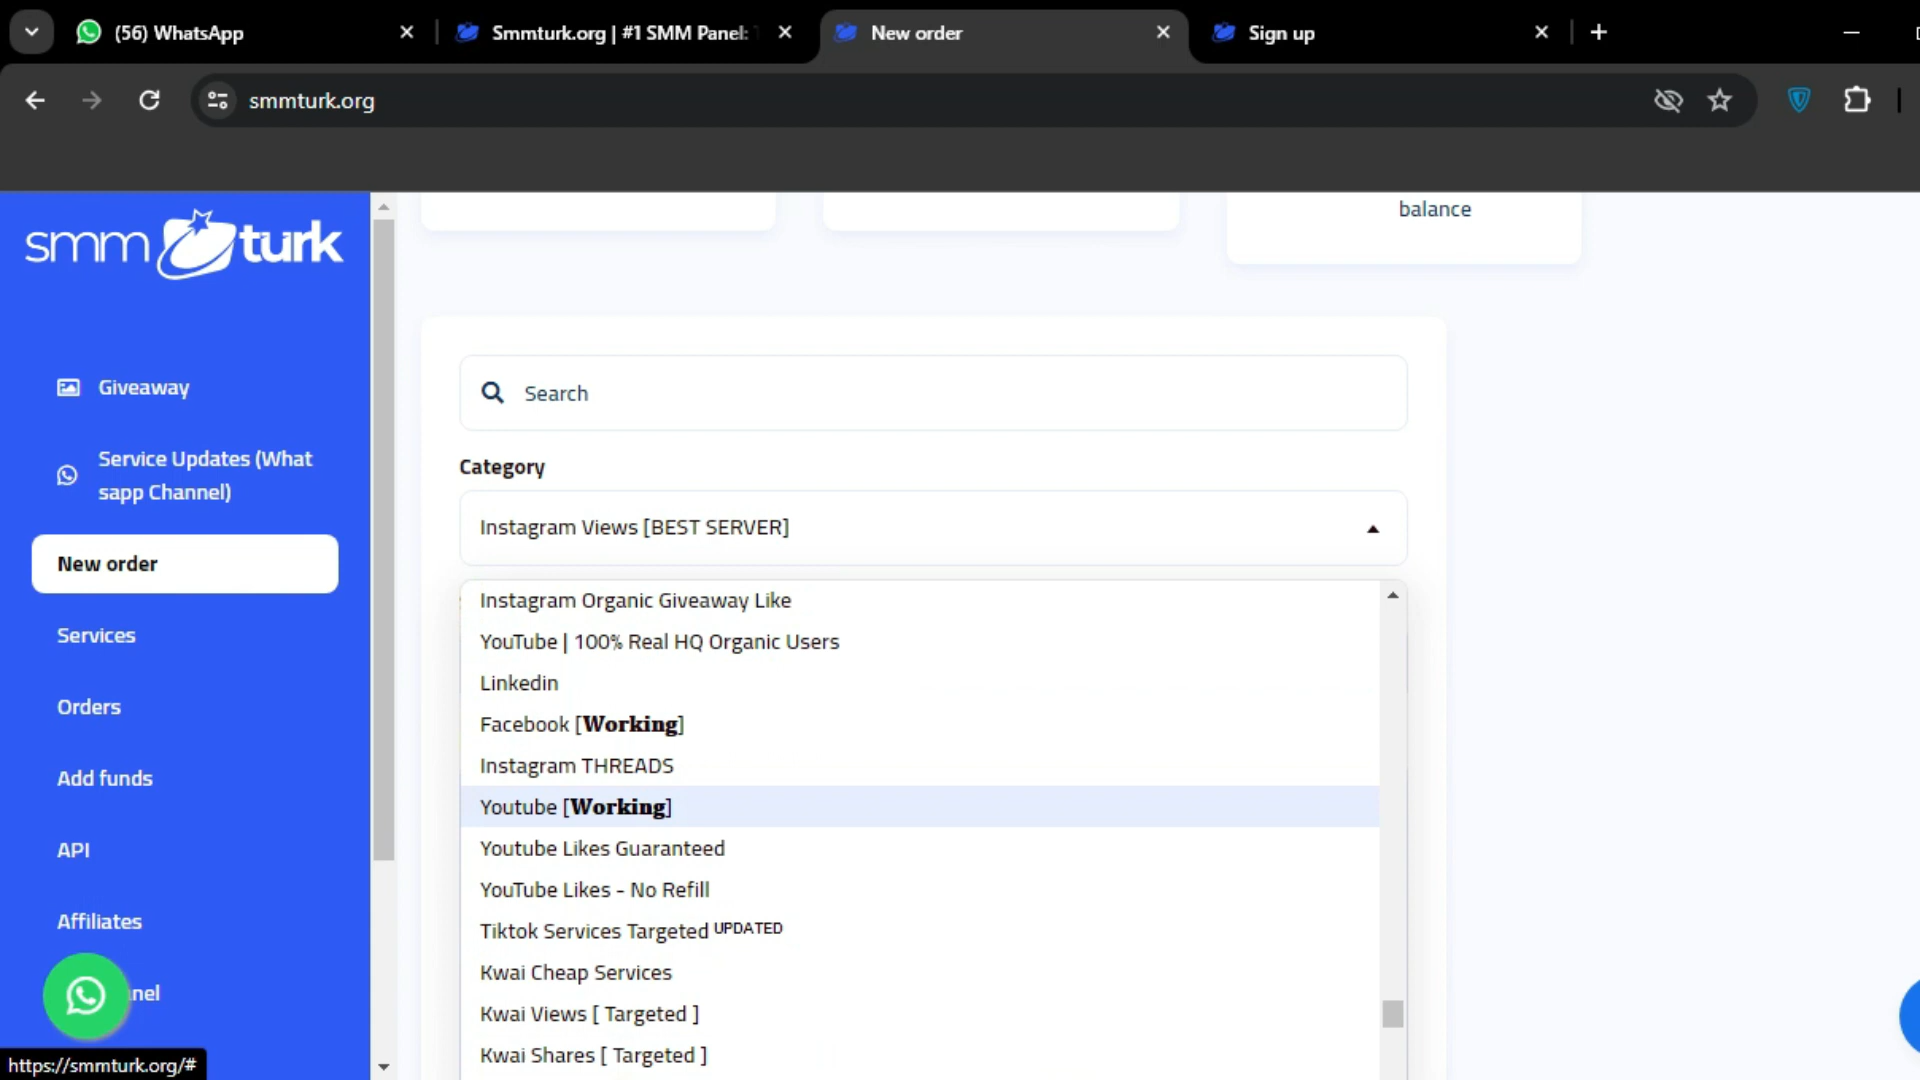 (56) WhatsApp
Smmturk.org | #1 SMM Panel:
New order
Sign up
smmturk.org
smm turk
Giveaway
Service Updates (What
sapp Channel)
New order
Services
Orders
Add funds
API
Affiliates
nel
https://smmturk.org/#
balance
Search
Category
Instagram Views [BEST SERVER]
Instagram Organic Giveaway Like
YouTube | 100% Real HQ Organic Users
Linkedin
Facebook [Working]
Instagram THREADS
Youtube [Working]
Youtube Likes Guaranteed
YouTube Likes - No Refill
Tiktok Services Targeted UPDATED
Kwai Cheap Services
Kwai Views [ Targeted ]
Kwai Shares [ Targeted ]